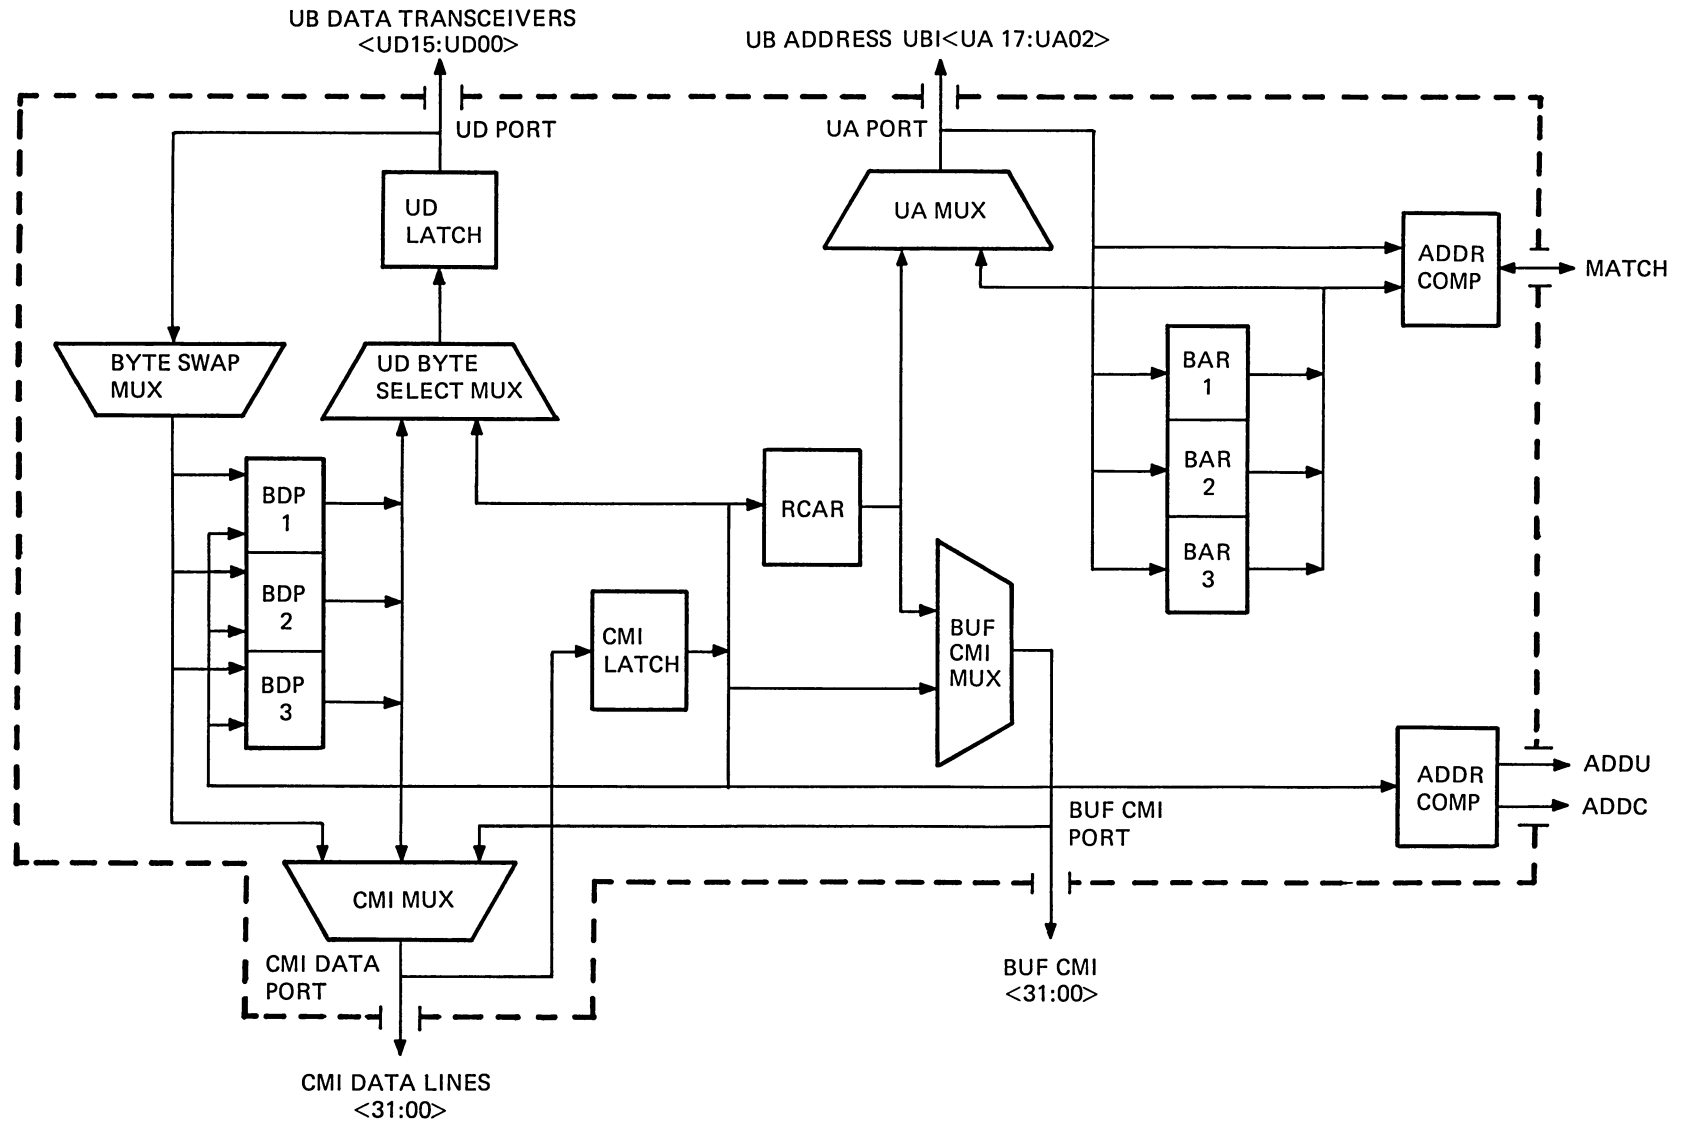 UB DATA TRANSCEIVERS
<UD15:UD00>
UB ADDRESS UBI<UA 17:UA02>
UD PORT
UA PORT
UD
LATCH
UA MUX
ADDR
COMP
MATCH
BYTE SWAP
MUX
UD BYTE
SELECT MUX
BAR
1
BAR
2
BAR
3
BDP
1
BDP
2
BDP
3
RCAR
CMI
LATCH
BUF
CMI
MUX
ADDR
COMP
ADDU
ADDC
BUF CMI
PORT
CMI MUX
CMI DATA
PORT
BUF CMI
<31:00>
CMI DATA LINES
<31:00>